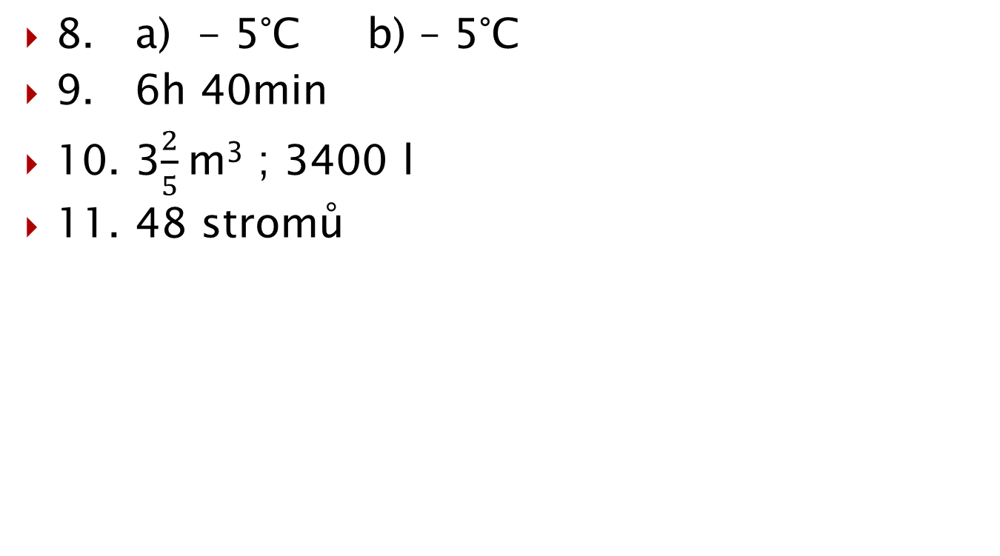 8. a) – 5°C b) – 5°C
9. 6h 40min
10. 3 2/5 m³ ; 3400 l
11. 48 stromů